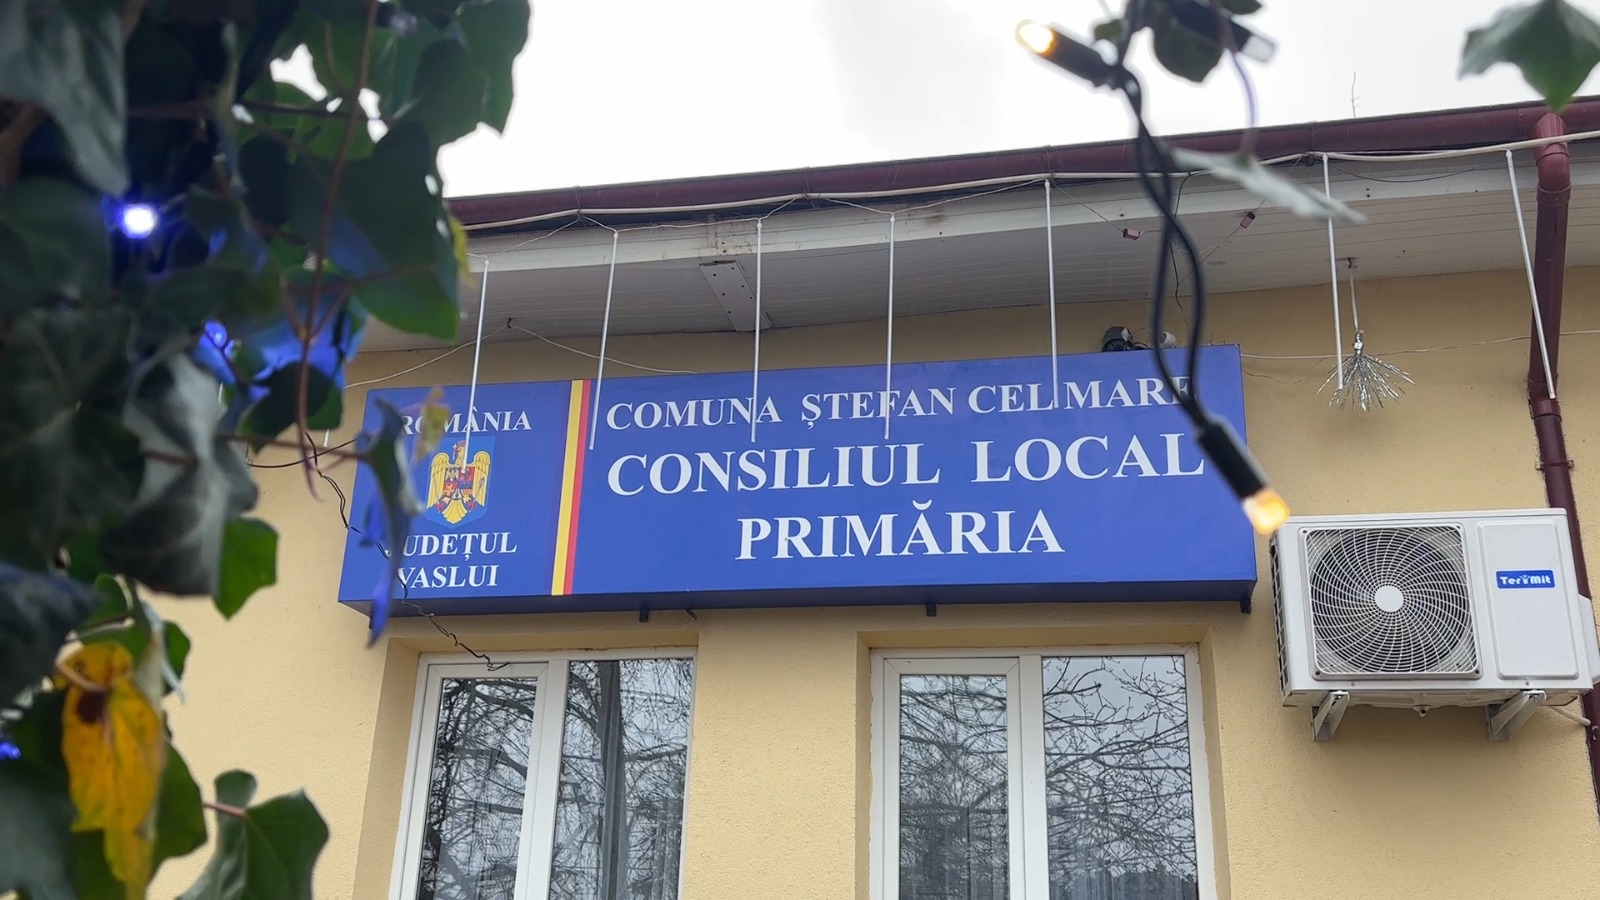 ROMÂNIA
JUDEȚUL
VASLUI
COMUNA ȘTEFAN CEL MARE
CONSILIUL LOCAL
PRIMĂRIA
TerMit